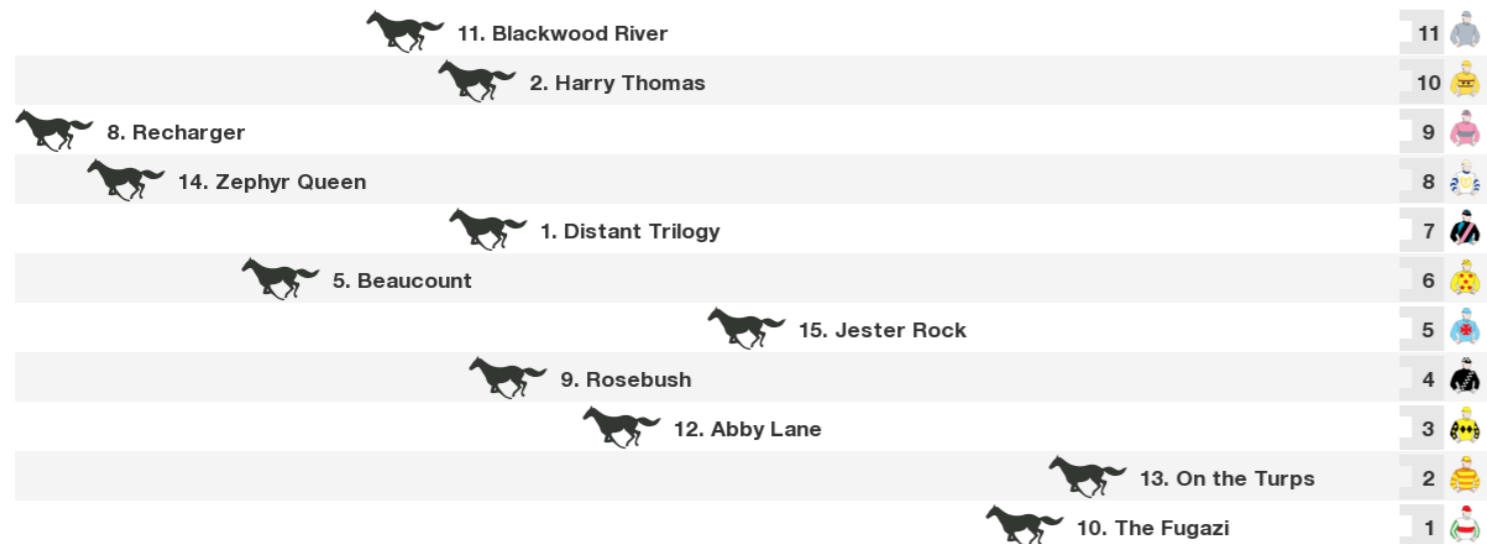 11. Blackwood River 11
2. Harry Thomas 10
8. Recharger 9
14. Zephyr Queen 8
1. Distant Trilogy 7
5. Beaucount 6
15. Jester Rock 5
9. Rosebush 4
12. Abby Lane 3
13. On the Turps 2
10. The Fugazi 1